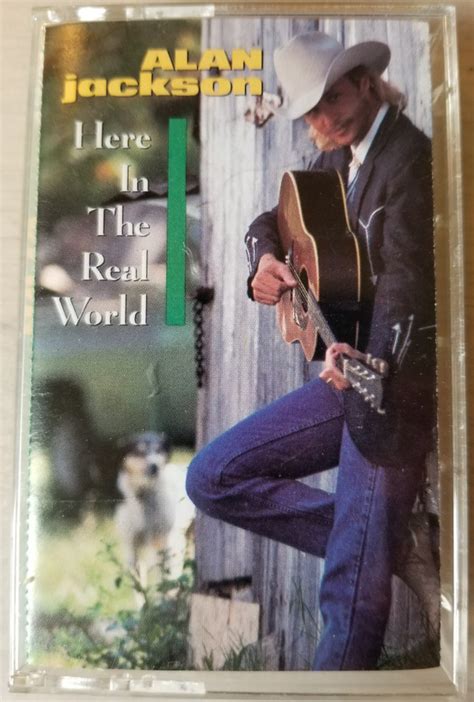 ALAN
jackson
Here
In
The
Real
World